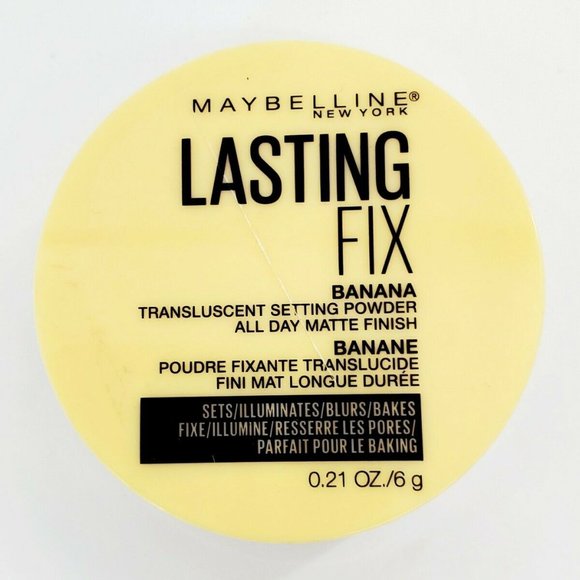 MAYBELLINE®
NEW YORK
LASTING
FIX
BANANA
TRANSLUSCENT SETTING POWDER
ALL DAY MATTE FINISH
BANANE
POUDRE FIXANTE TRANSLUCIDE
FINI MAT LONGUE DURÉE
SETS/ILLUMINATES/BLURS/BAKES
FIXE/ILLUMINE/RESSERRE LES PORES/
PARFAIT POUR LE BAKING
0.21 OZ./6 g